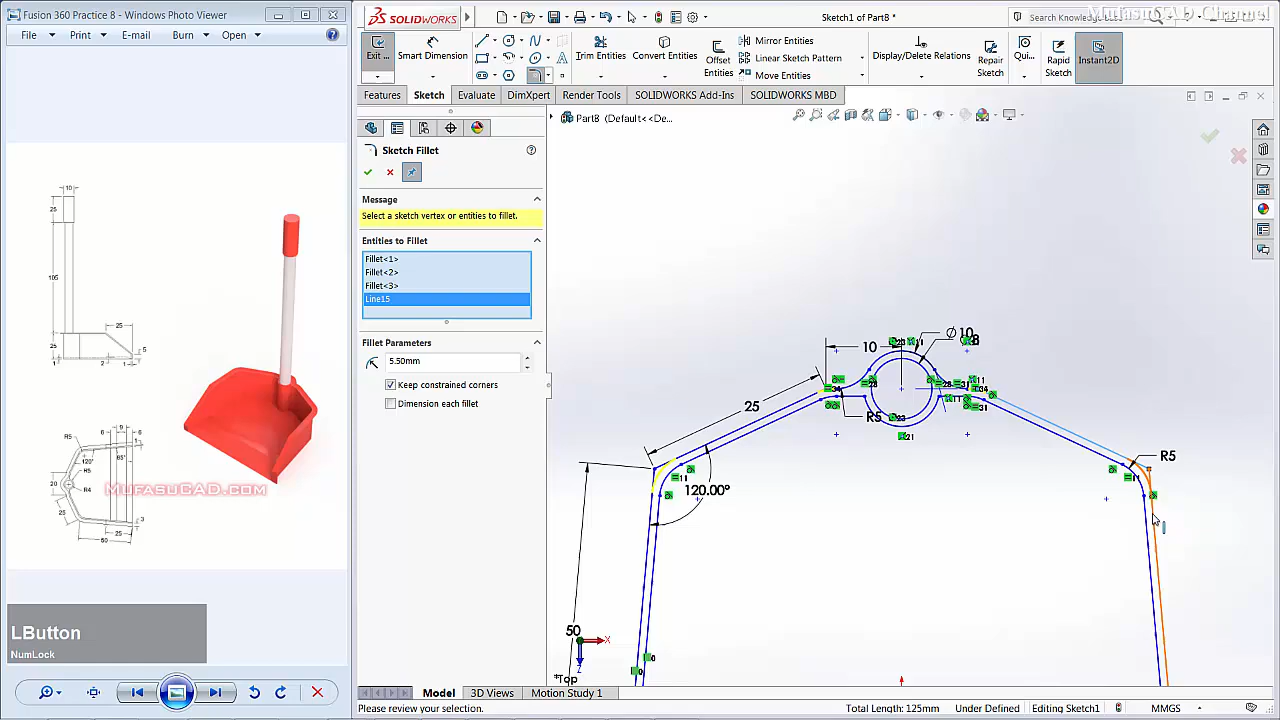 Fusion 360 Practice 8 - Windows Photo Viewer
File Print E-mail Burn Open
SOLIDWORKS
Sketch1 of Part8 *
Search Knowledge
MufasuCAD Channel
Exit ...
Smart Dimension
Trim Entities
Convert Entities
Offset Entities
Mirror Entities
Linear Sketch Pattern
Move Entities
Display/Delete Relations
Repair Sketch
Qui...
Rapid Sketch
Instant2D
Features Sketch Evaluate DimXpert Render Tools SOLIDWORKS Add-Ins SOLIDWORKS MBD
Part8 (Default<<De...
Sketch Fillet
Message
Select a sketch vertex or entities to fillet.
Entities to Fillet
Fillet<1>
Fillet<2>
Fillet<3>
Line15
Fillet Parameters
5.50mm
Keep constrained corners
Dimension each fillet
10
25
105
25
25
5
1
2
1
6 9 6
1
R5
120°
85°
R5
R4
20
25
3
25
50
MUFASUCAD.COM
LButton
NumLock
10
Ø 10
25
R5
R5
120.00°
50
X
Z
*Top
Model 3D Views Motion Study 1
Please review your selection.
Total Length: 125mm Under Defined Editing Sketch1 MMGS